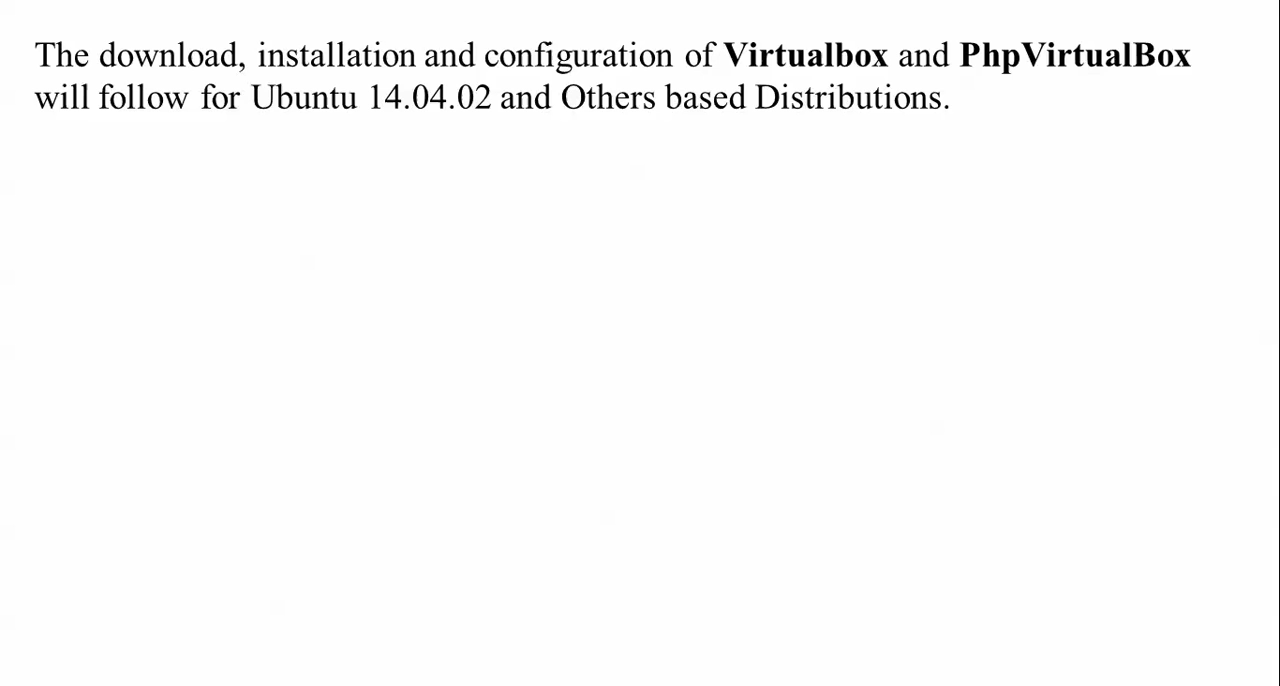 The download, installation and configuration of Virtualbox and PhpVirtualBox
will follow for Ubuntu 14.04.02 and Others based Distributions.